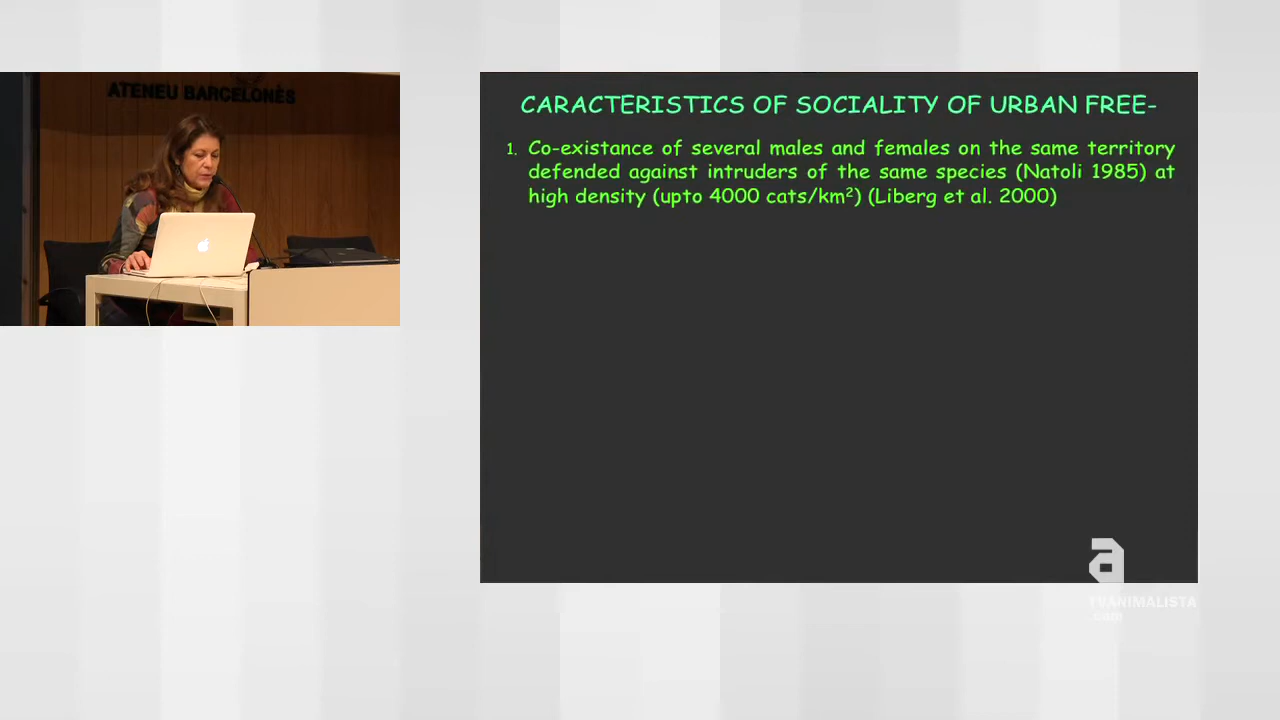 ATENEU BARCELONÈS
CARACTERISTICS OF SOCIALITY OF URBAN FREE-
1. Co-existance of several males and females on the same territory
defended against intruders of the same species (Natoli 1985) at
high density (upto 4000 cats/km²) (Liberg et al. 2000)
a
TVANIMALISTA
.COM